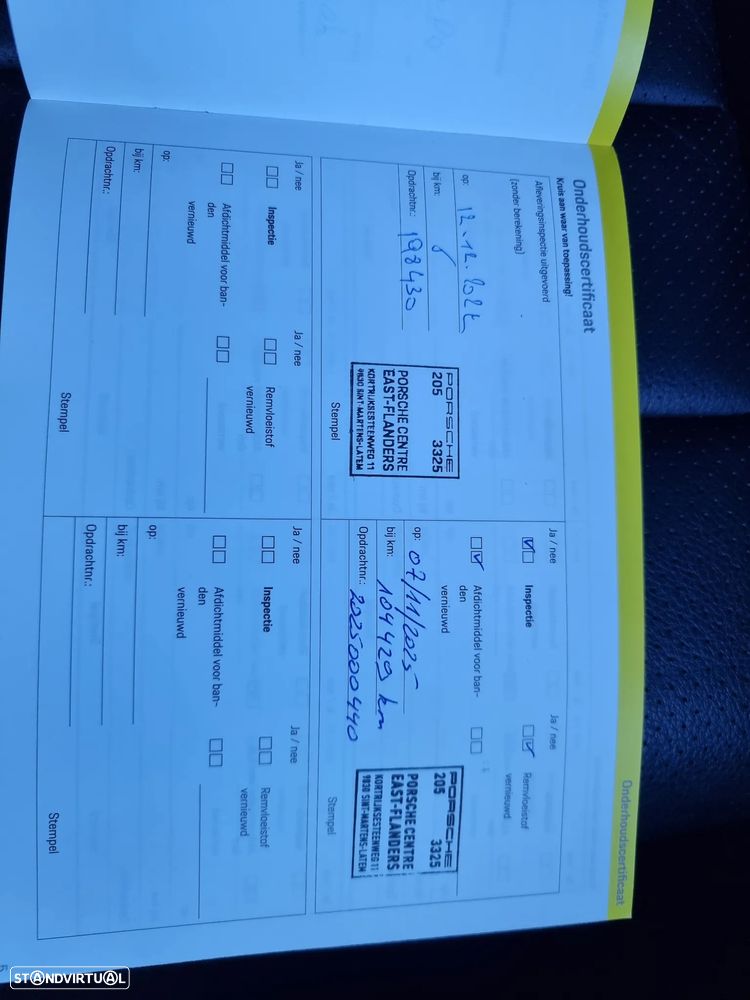 Onderhoudscertificaat
Onderhoudscertificaat
Kruis aan waar van toepassing!
Afleveringsinspectie uitgevoerd
(zonder berekening)
op:
bij km: 8
Opdrachtnr.: 198430
PORSCHE
205 3325
PORSCHE CENTRE
EAST-FLANDERS
KORTRIJKSESTEENWEG 11
9830 SINT-MARTENS-LATEM
Stempel
Ja / nee
Ja / nee
Inspectie
Remvloeistof
vernieuwd
Afdichtmiddel voor ban-
den
vernieuwd
op: 07/11/2025
bij km: 104429 km
Opdrachtnr.: 2025000440
PORSCHE
205 3325
PORSCHE CENTRE
EAST-FLANDERS
KORTRIJKSESTEENWEG 11
9830 SINT-MARTENS-LATEM
Stempel
Ja / nee
Ja / nee
Inspectie
Remvloeistof
vernieuwd
Afdichtmiddel voor ban-
den
vernieuwd
op:
bij km:
Opdrachtnr.:
Stempel
Ja / nee
Ja / nee
Inspectie
Remvloeistof
vernieuwd
Afdichtmiddel voor ban-
den
vernieuwd
op:
bij km:
Opdrachtnr.:
Stempel
5
STANDVIRTUAL